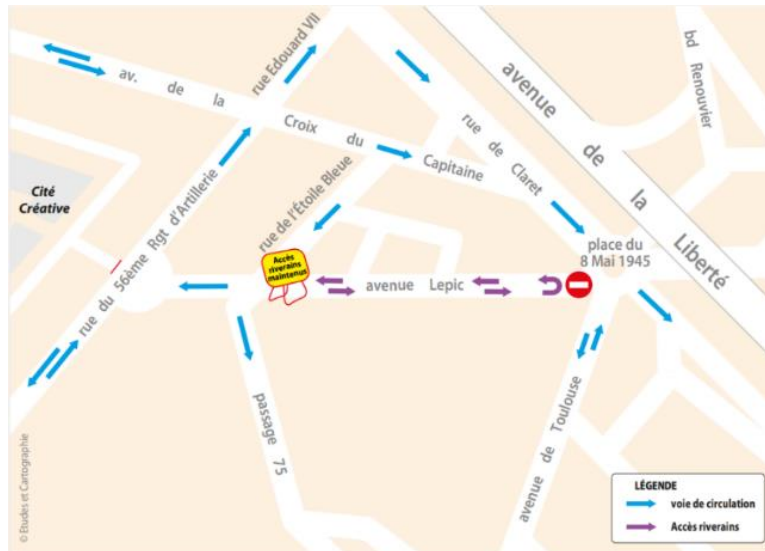 rue Edouard VII
av. de la Croix du Capitaine
avenue de la Liberté
bd Renouvier
rue de Claret
Cité
Créative
rue du 56ème Rgt d'Artillerie
rue de l'Étoile Bleue
Accès
riverains
maintenus
place du
8 Mai 1945
avenue Lepic
passage 75
avenue de Toulouse
© Etudes et Cartographie
LÉGENDE
voie de circulation
Accès riverains